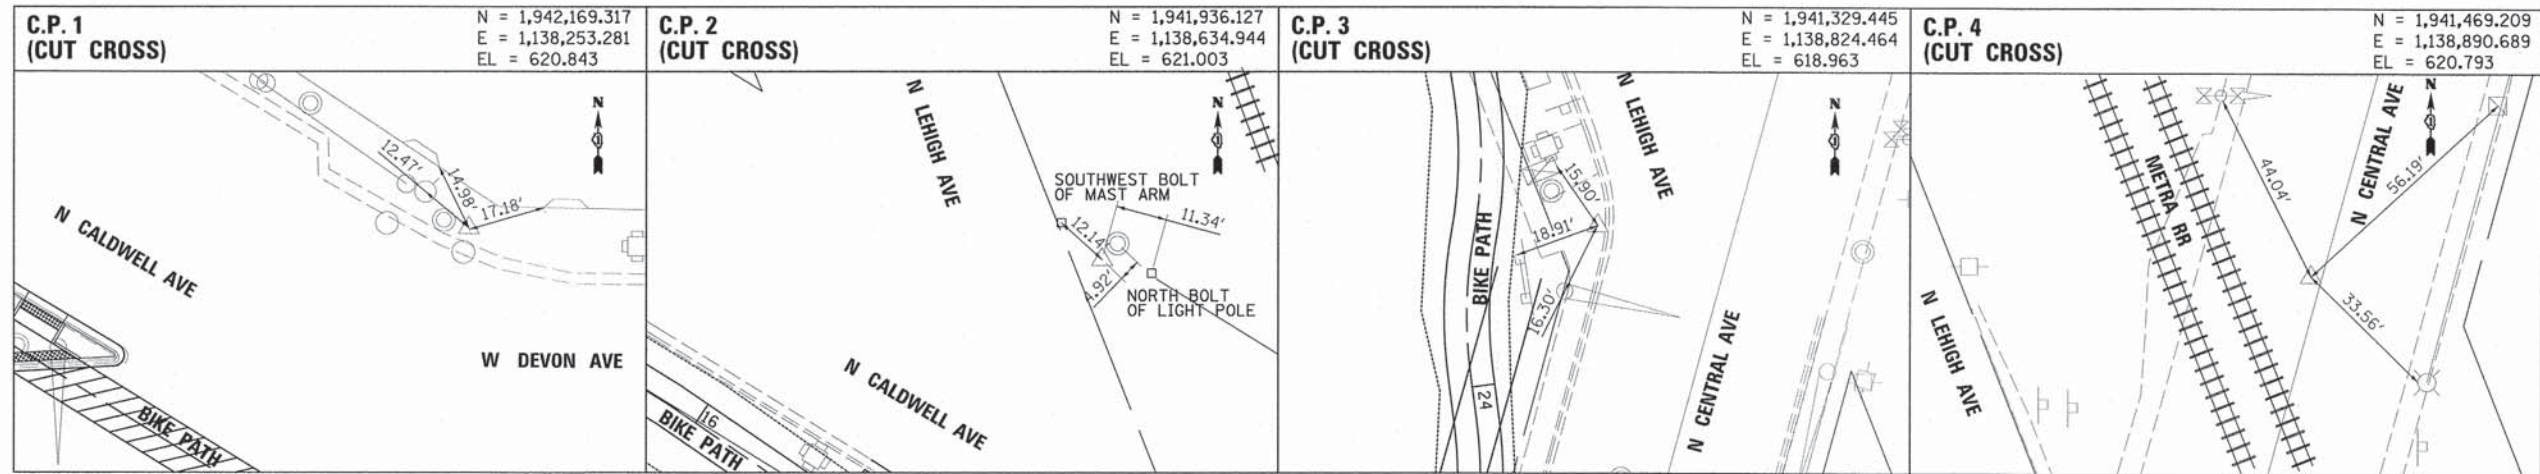 C.P. 1
(CUT CROSS)
N = 1,942,169.317
E = 1,138,253.281
EL = 620.843
N
12.47'
14.98'
17.18'
N CALDWELL AVE
W DEVON AVE
BIKE PATH
C.P. 2
(CUT CROSS)
N = 1,941,936.127
E = 1,138,634.944
EL = 621.003
N LEHIGH AVE
N
SOUTHWEST BOLT
OF MAST ARM
11.34'
12.14'
4.92'
NORTH BOLT
OF LIGHT POLE
N CALDWELL AVE
16
BIKE PATH
C.P. 3
(CUT CROSS)
N = 1,941,329.445
E = 1,138,824.464
EL = 618.963
N LEHIGH AVE
N
15.90'
18.91'
BIKE PATH
16.30'
24
N CENTRAL AVE
C.P. 4
(CUT CROSS)
N = 1,941,469.209
E = 1,138,890.689
EL = 620.793
N
N CENTRAL AVE
METRA RR
44.04'
56.19'
33.56'
N LEHIGH AVE